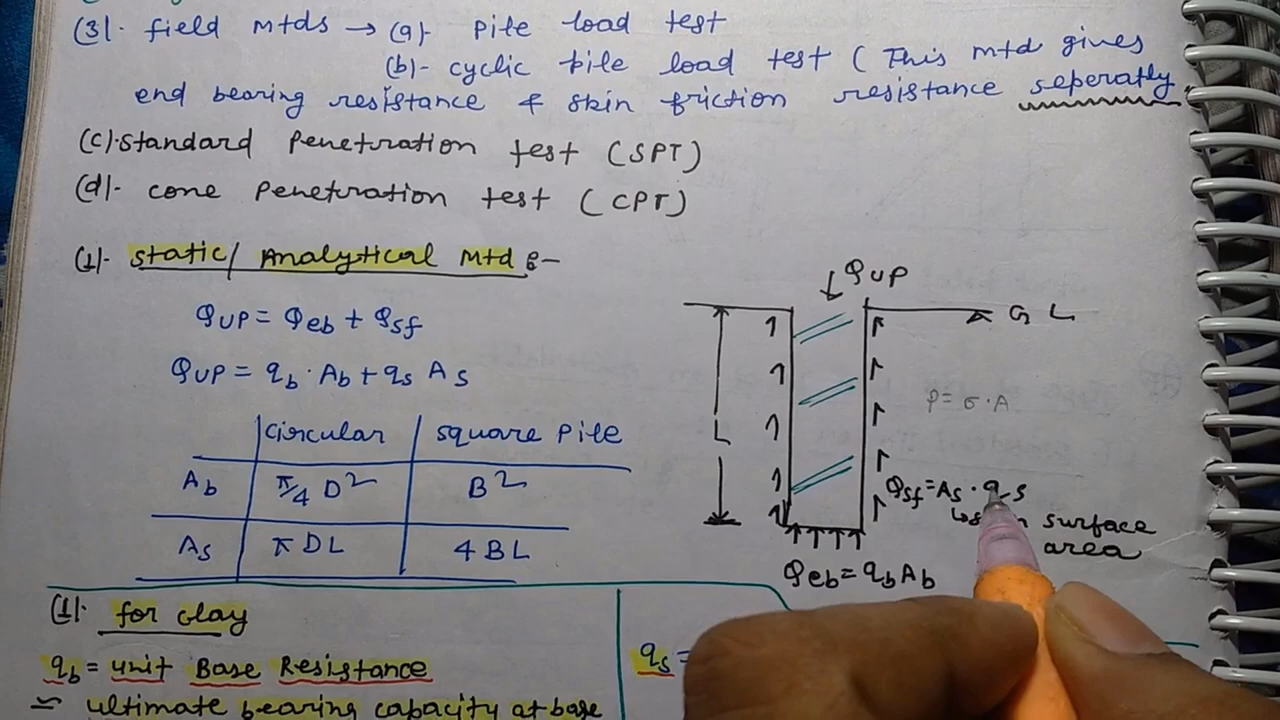 (3). field mtds → (a). pile load test
(b)- cyclic pile load test ( This mtd gives
end bearing resistance & skin friction resistance seperatly
(c). standard Penetration test (SPT)
(d)- cone Penetration test (CPT)
(1)- static/ Analytical Mtd :-
QUP = Qeb + Qsf
QUP = qb · Ab + qs As
circular square Pile
Ab π/4 D² B²
As π DL 4 BL
QUP
G L
L
P = σ · A
Qsf = As · qs
surface
area
Qeb = qb Ab
(1). for clay
qb = unit Base Resistance
≃ ultimate bearing capacity at base
qs =